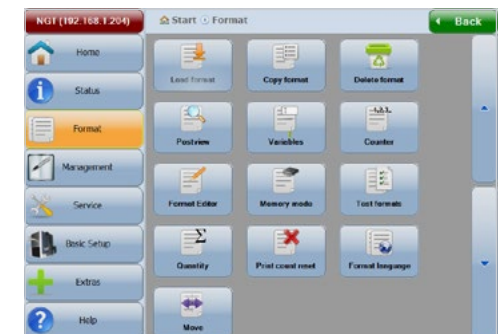 NGI (192.168.1.204)
Start Format
Back
Home
Status
Format
Management
Service
Basic Setup
Extras
Help
Load format
Copy format
Delete format
Postview
Variables
Counter
Format Editor
Memory mode
Test formats
Quantity
Print count reset
Format language
Move